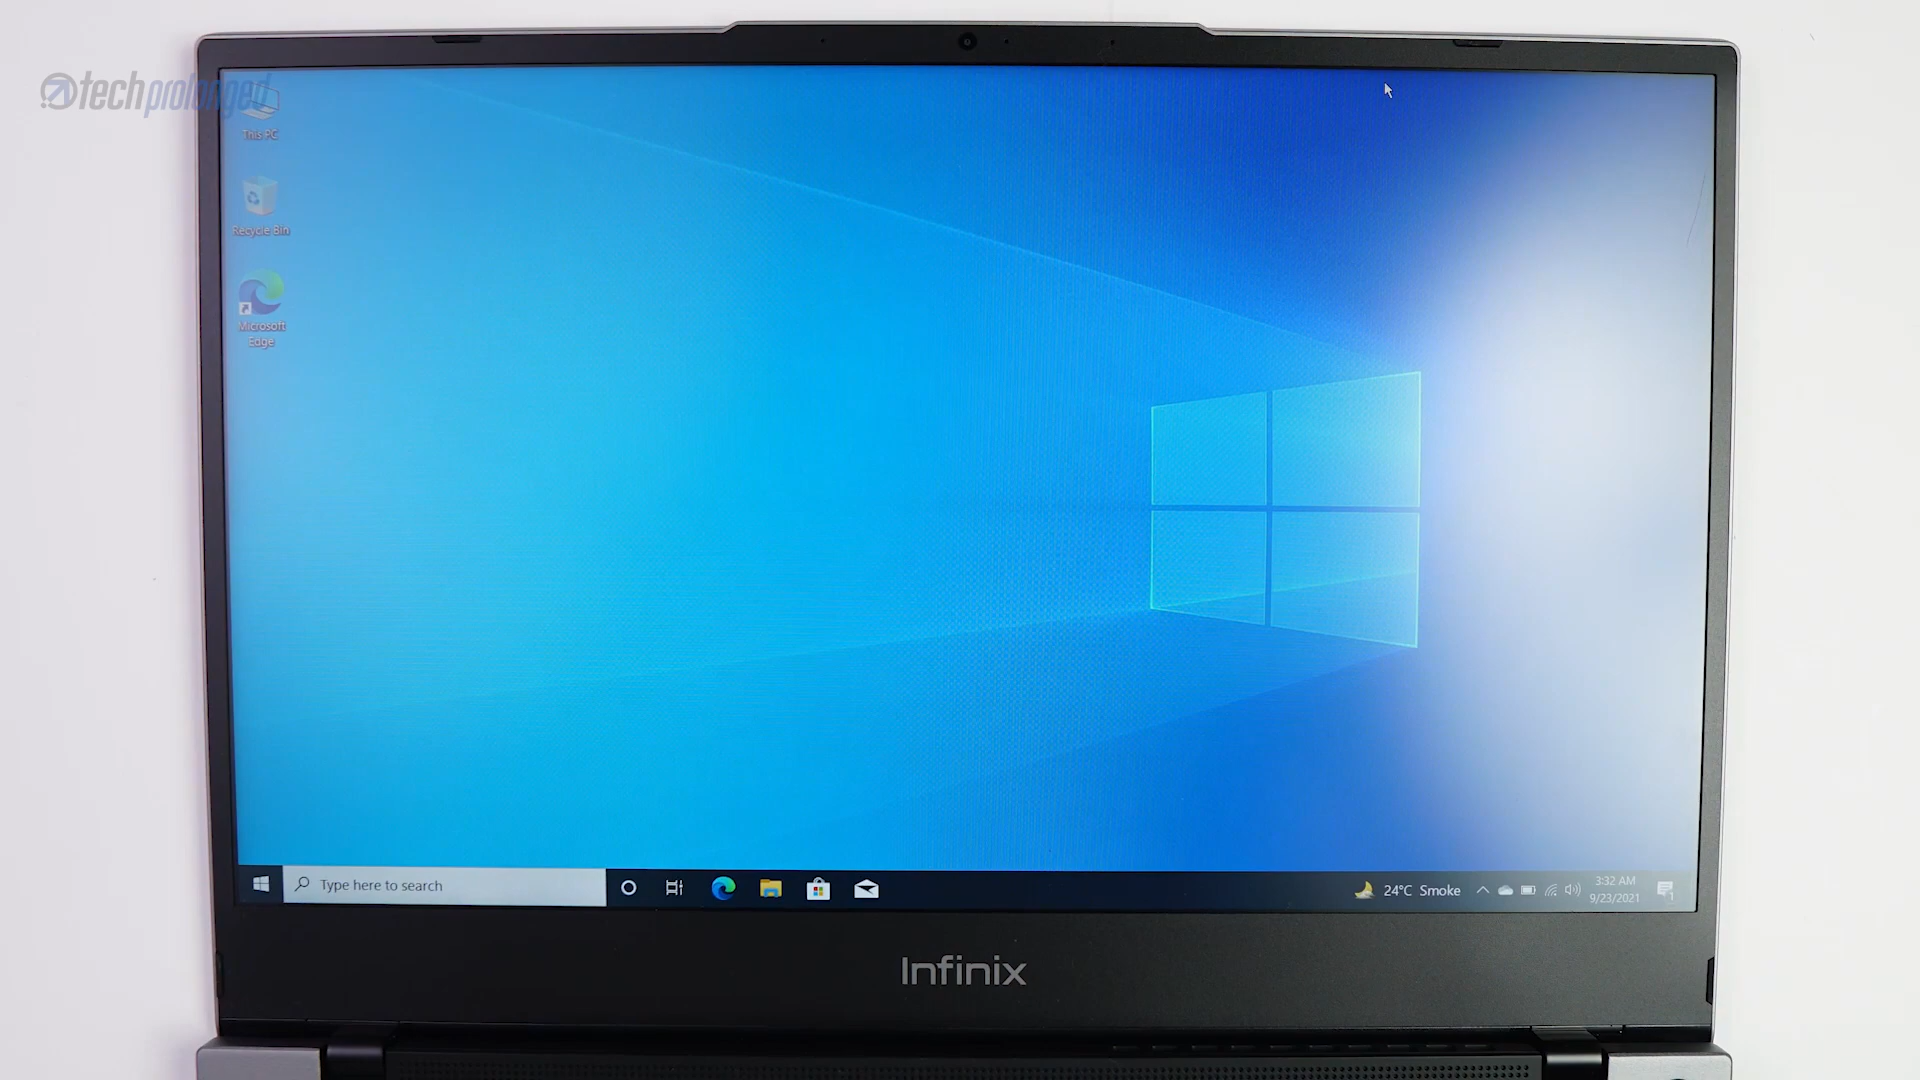 techprolonged
This PC
Recycle Bin
Microsoft
Edge
Type here to search
24°C Smoke
3:32 AM
9/23/2021
1
Infinix